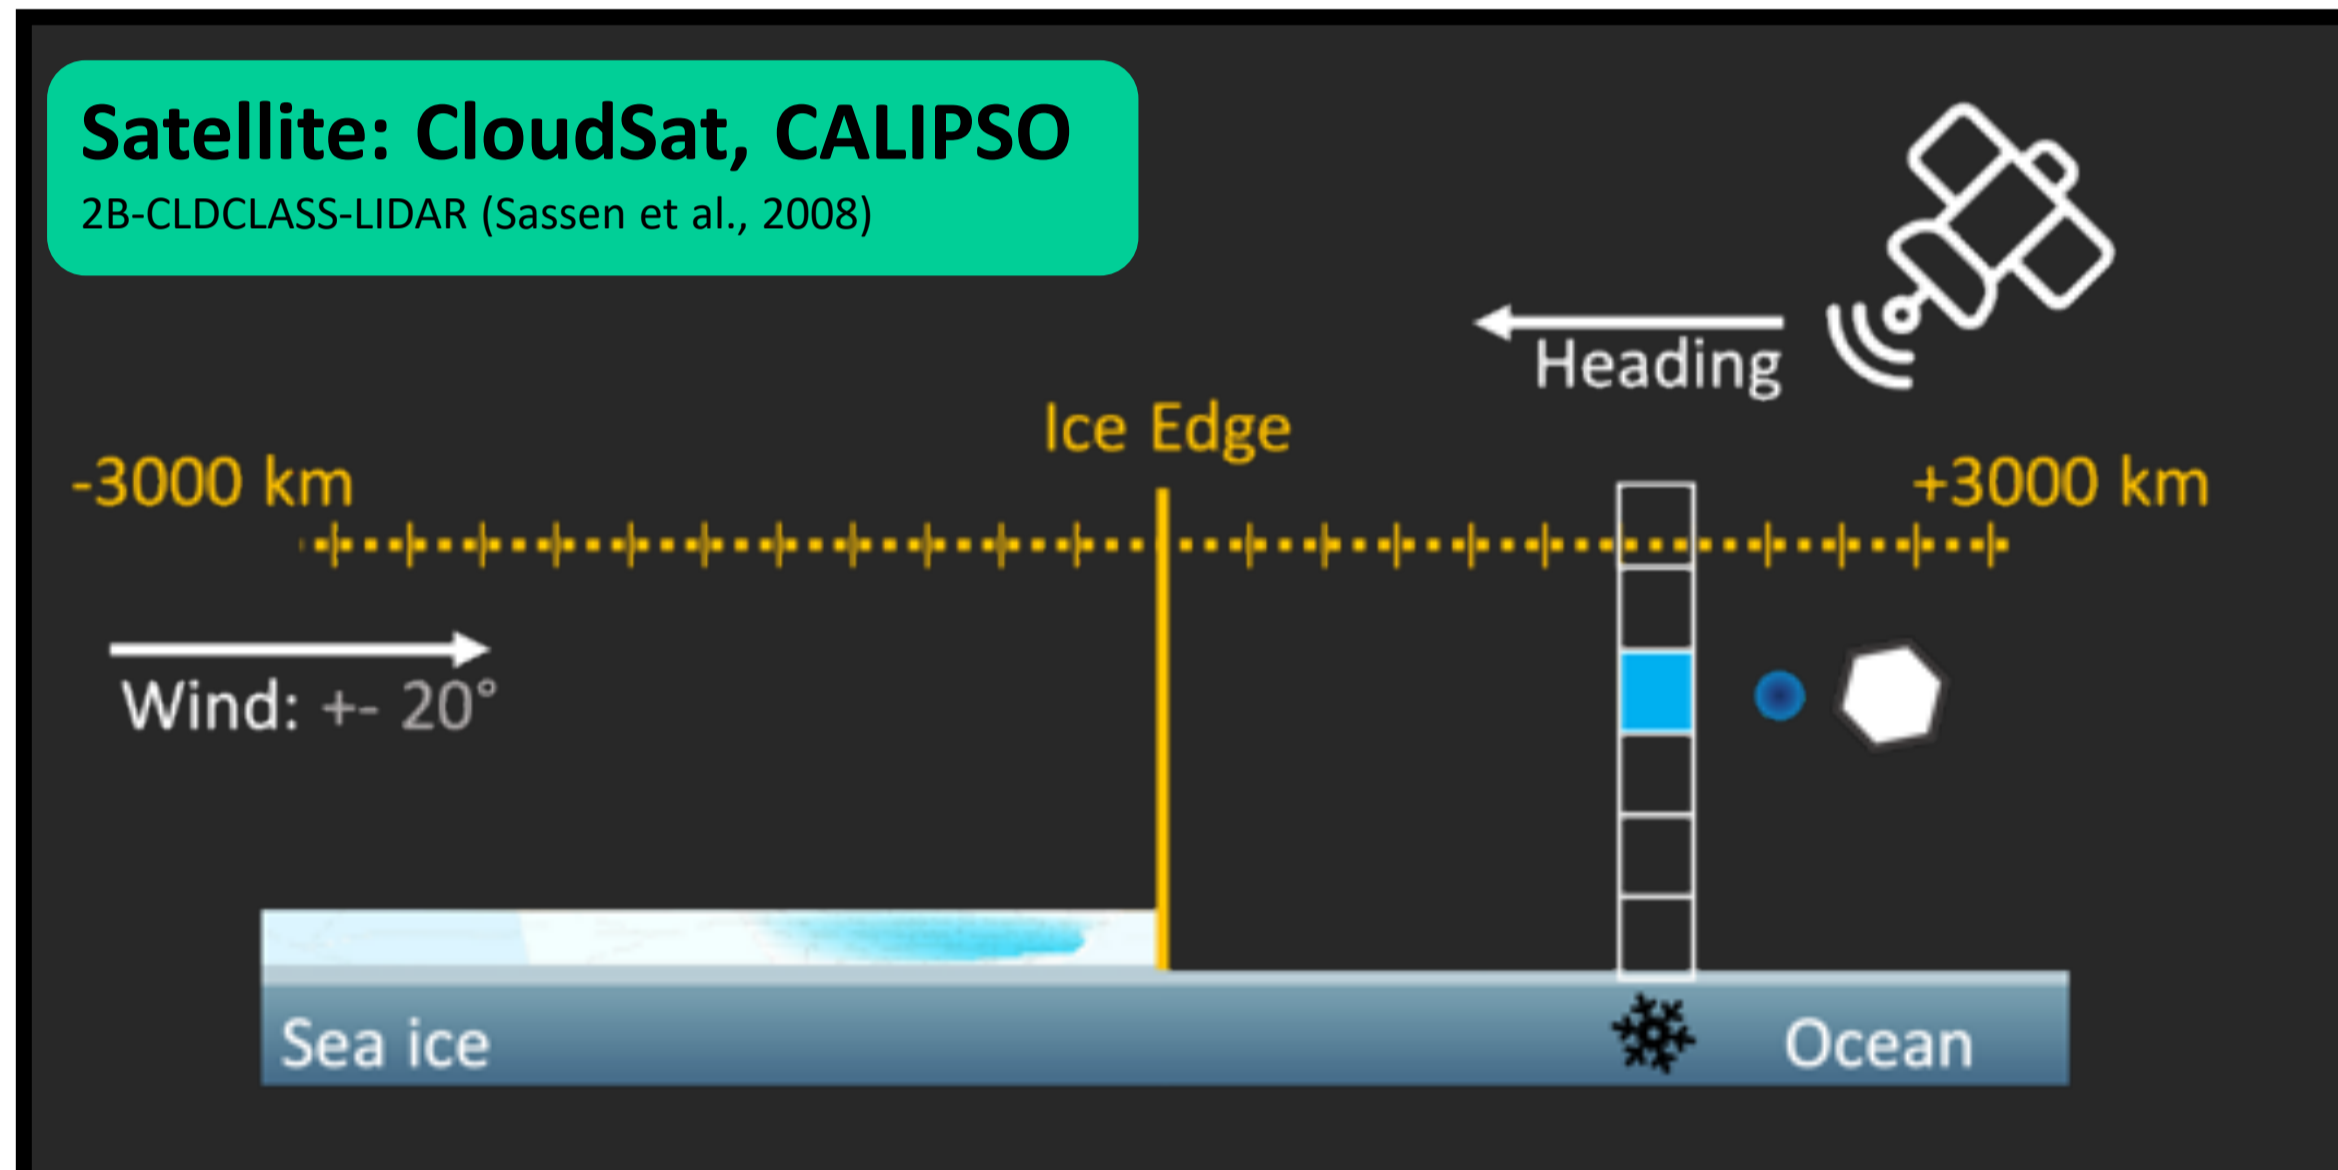 Satellite: CloudSat, CALIPSO
2B-CLDCLASS-LIDAR (Sassen et al., 2008)
Heading
Ice Edge
-3000 km
+3000 km
Wind: +- 20°
Sea ice
Ocean